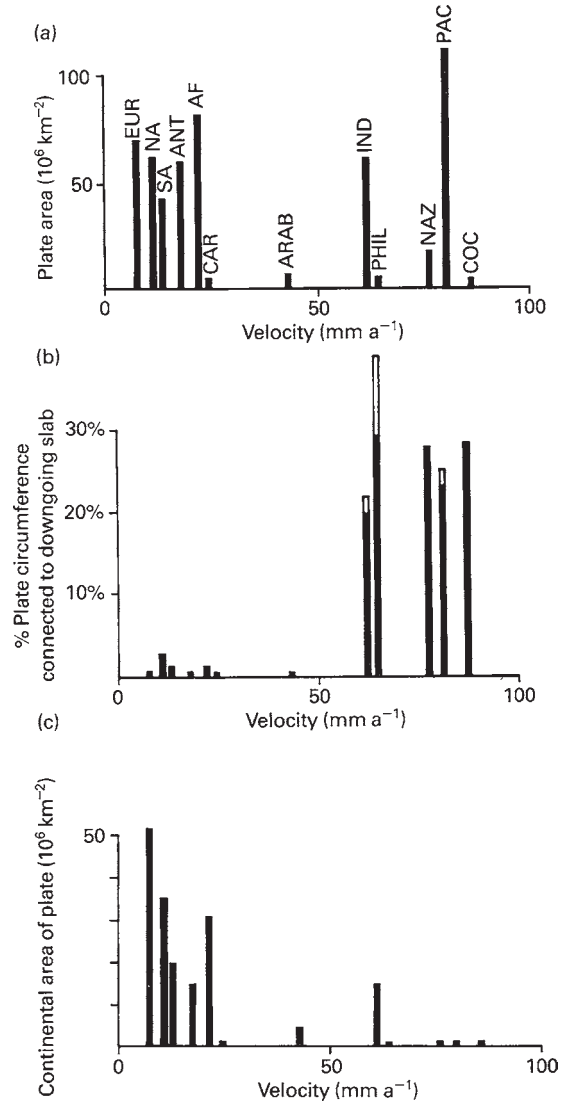 (a)
Plate area (10⁶ km⁻²)
100
50
EUR
NA
SA
ANT
AF
CAR
ARAB
IND
PHIL
NAZ
PAC
COC
0 50 100
Velocity (mm a⁻¹)
(b)
% Plate circumference
connected to downgoing slab
30%
20%
10%
0 50 100
Velocity (mm a⁻¹)
(c)
Continental area of plate (10⁶ km⁻²)
50
0 50 100
Velocity (mm a⁻¹)